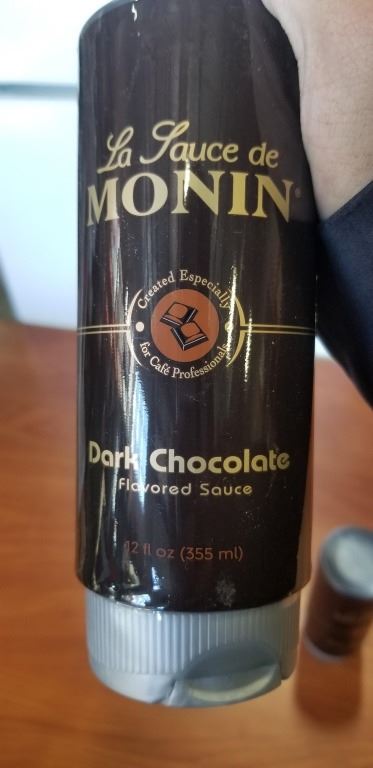 La Sauce de
MONIN®
Created Especially
for Café Professionals
Dark Chocolate
Flavored Sauce
12 fl oz (355 ml)